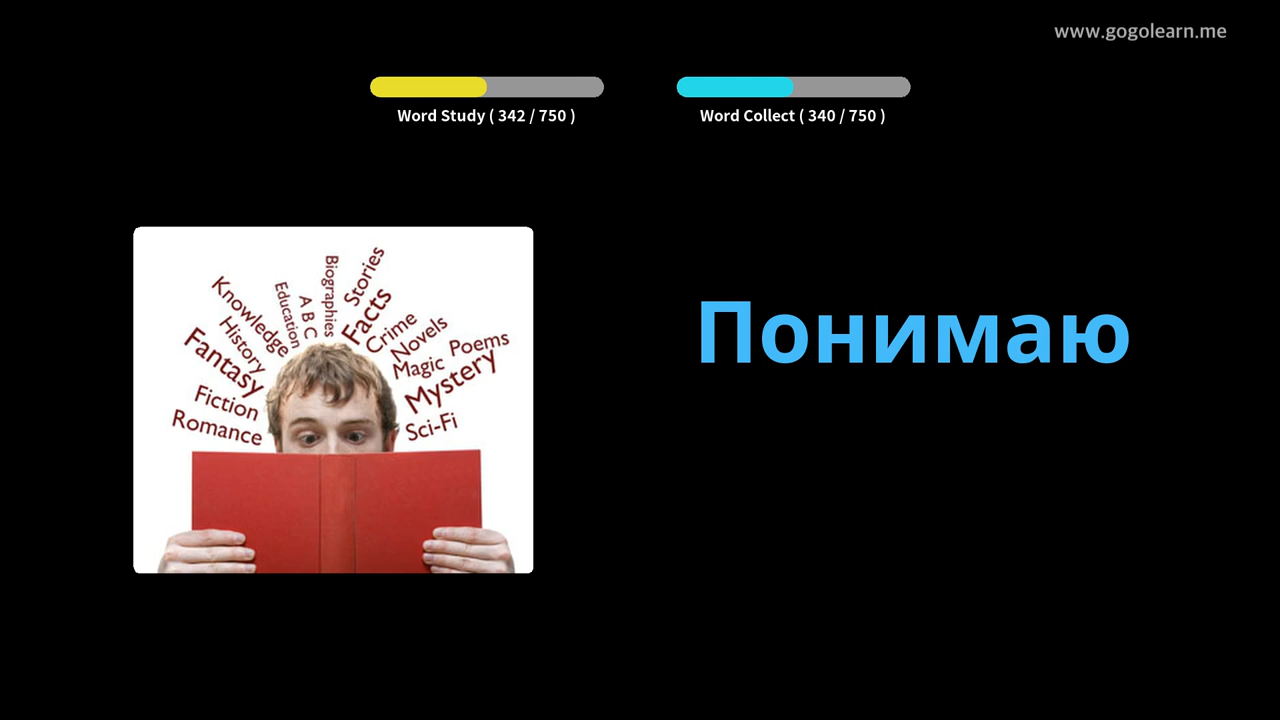 www.gogolearn.me
Word Study ( 342 / 750 )
Word Collect ( 340 / 750 )
Понимаю
Romance
Fiction
Fantasy
History
Knowledge
Education
A B C
Biographies
Stories
Facts
Crime
Novels
Magic
Poems
Mystery
Sci-Fi